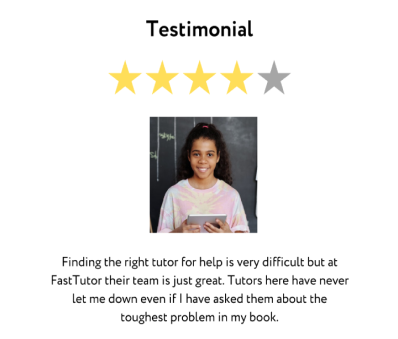 Testimonial
Finding the right tutor for help is very difficult but at
FastTutor their team is just great. Tutors here have never
let me down even if I have asked them about the
toughest problem in my book.